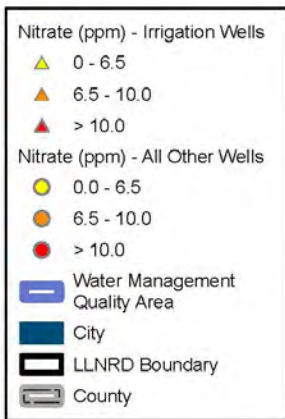 Nitrate (ppm) - Irrigation Wells
0 - 6.5
6.5 - 10.0
> 10.0
Nitrate (ppm) - All Other Wells
0.0 - 6.5
6.5 - 10.0
> 10.0
Water Management
Quality Area
City
LLNRD Boundary
County